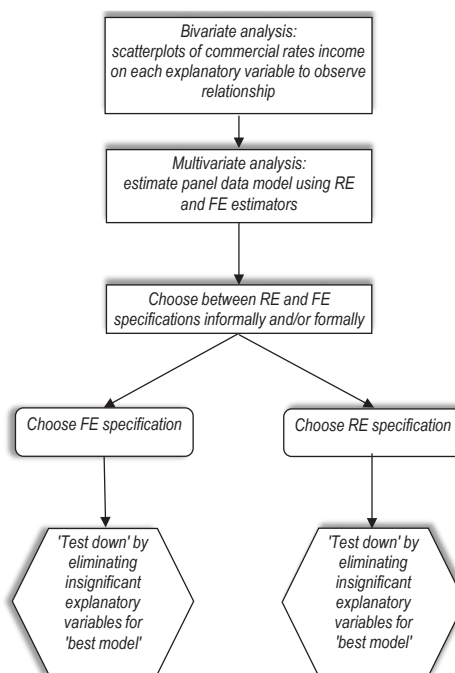 Bivariate analysis:
scatterplots of commercial rates income
on each explanatory variable to observe
relationship
Multivariate analysis:
estimate panel data model using RE
and FE estimators
Choose between RE and FE
specifications informally and/or formally
Choose FE specification
Choose RE specification
'Test down' by
eliminating
insignificant
explanatory
variables for
'best model'
'Test down' by
eliminating
insignificant
explanatory
variables for
'best model'